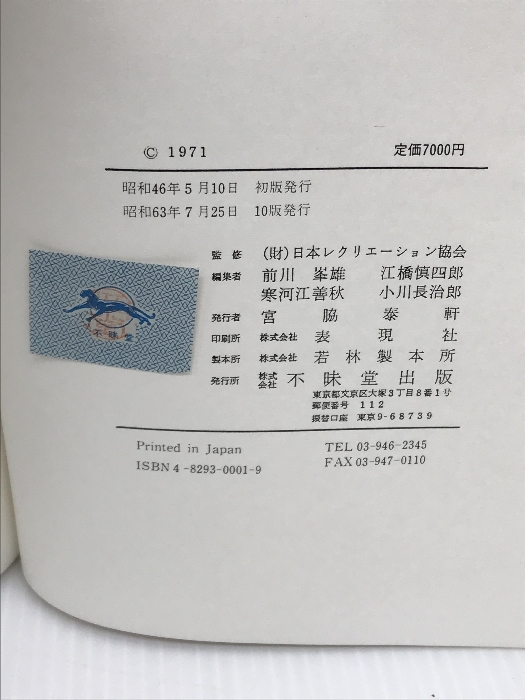 © 1971 定価7000円
昭和46年5月10日 初版発行
昭和63年7月25日 10版発行
監修 (財)日本レクリエーション協会
編集者 前川 峯雄 江橋慎四郎
寒河江善秋 小川長治郎
発行者 宮脇泰軒
印刷所 株式会社 表現社
製本所 株式会社 若林製本所
発行所 株式会社 不昧堂出版
東京都文京区大塚3丁目8番1号
郵便番号 112
振替口座 東京9-68739
Printed in Japan TEL 03-946-2345
ISBN4-8293-0001-9 FAX03-947-0110
不昧堂